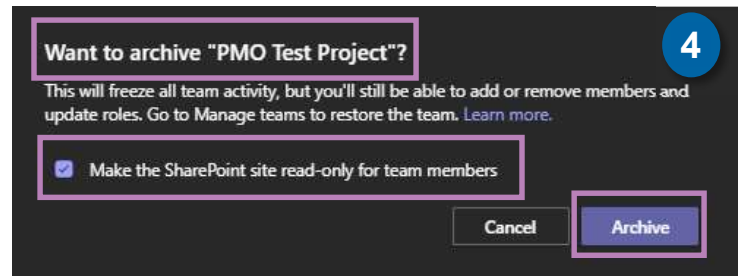 Want to archive "PMO Test Project"?
4
This will freeze all team activity, but you'll still be able to add or remove members and
update roles. Go to Manage teams to restore the team. Learn more.
Make the SharePoint site read-only for team members
Cancel
Archive